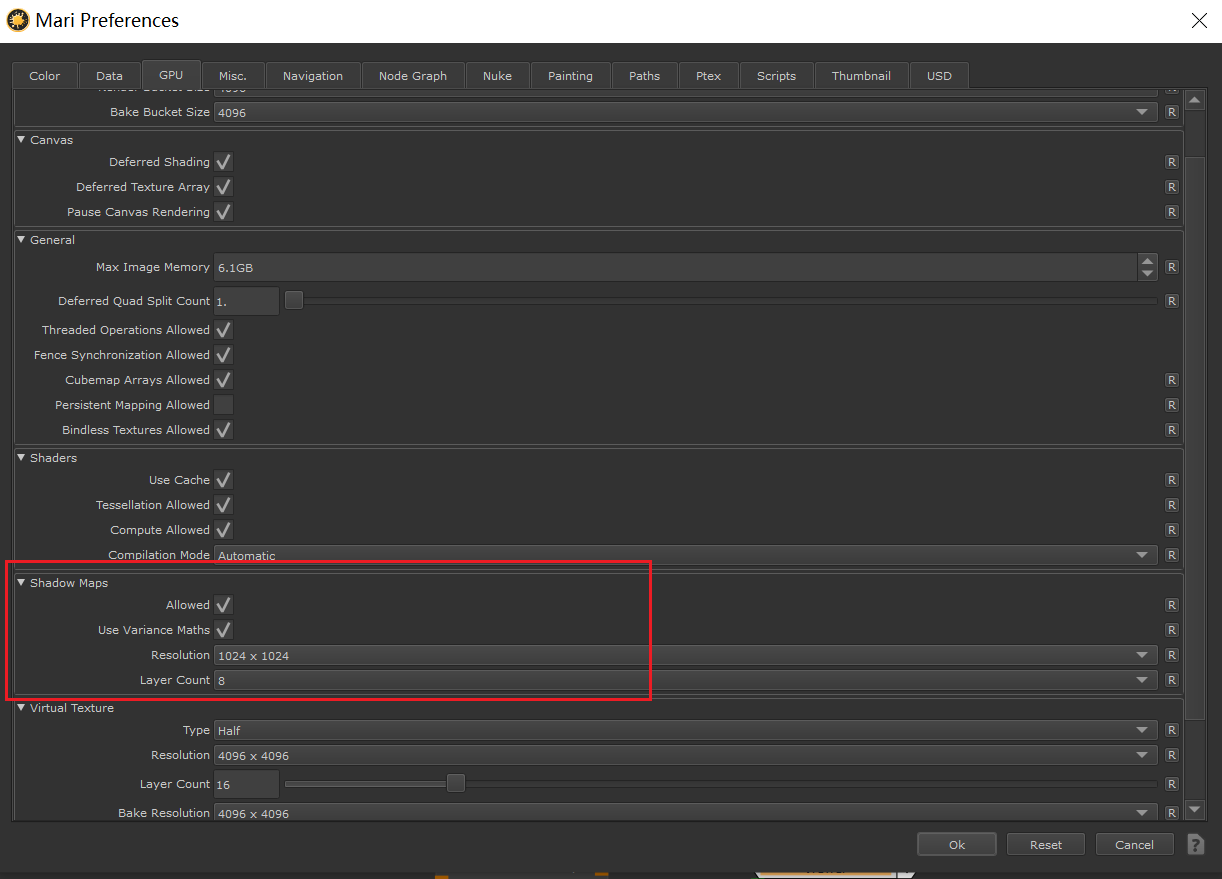 Mari Preferences
Color Data GPU Misc. Navigation Node Graph Nuke Painting Paths Ptex Scripts Thumbnail USD
Bake Bucket Size 4096 R
Canvas
Deferred Shading R
Deferred Texture Array R
Pause Canvas Rendering R
General
Max Image Memory 6.1GB R
Deferred Quad Split Count 1. R
Threaded Operations Allowed
Fence Synchronization Allowed
Cubemap Arrays Allowed R
Persistent Mapping Allowed R
Bindless Textures Allowed R
Shaders
Use Cache R
Tessellation Allowed R
Compute Allowed R
Compilation Mode Automatic R
Shadow Maps
Allowed R
Use Variance Maths R
Resolution 1024 x 1024 R
Layer Count 8 R
Virtual Texture
Type Half R
Resolution 4096 x 4096 R
Layer Count 16 R
Bake Resolution 4096 x 4096 R
Ok Reset Cancel ?